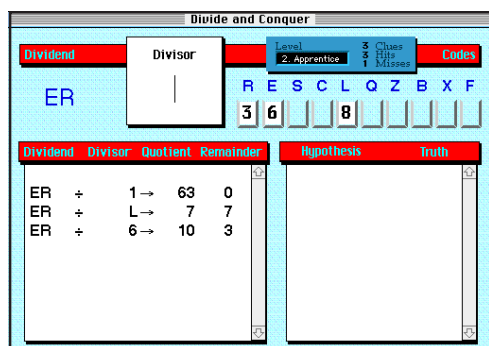 Divide and Conquer
Dividend
Divisor
Level
2. Apprentice
3 Clues
3 Hits
1 Misses
Codes
ER
R E S C L Q Z B X F
3 6 8
Dividend Divisor Quotient Remainder
ER ÷ 1→ 63 0
ER ÷ L→ 7 7
ER ÷ 6→ 10 3
Hypothesis Truth